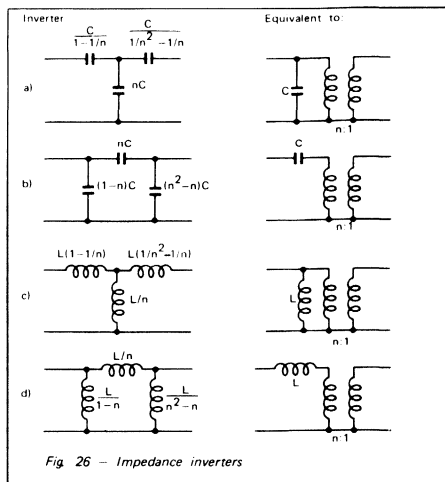 Inverter
Equivalent to:
C/(1−1/n)
C/(1/n² −1/n)
a)
nC
C
n:1
nC
C
b)
(1−n)C
(n²−n)C
n:1
L(1−1/n)
L(1/n²−1/n)
c)
L/n
L
n:1
L/n
L
d)
L/(1−n)
L/(n²−n)
n:1
Fig. 26 – Impedance inverters